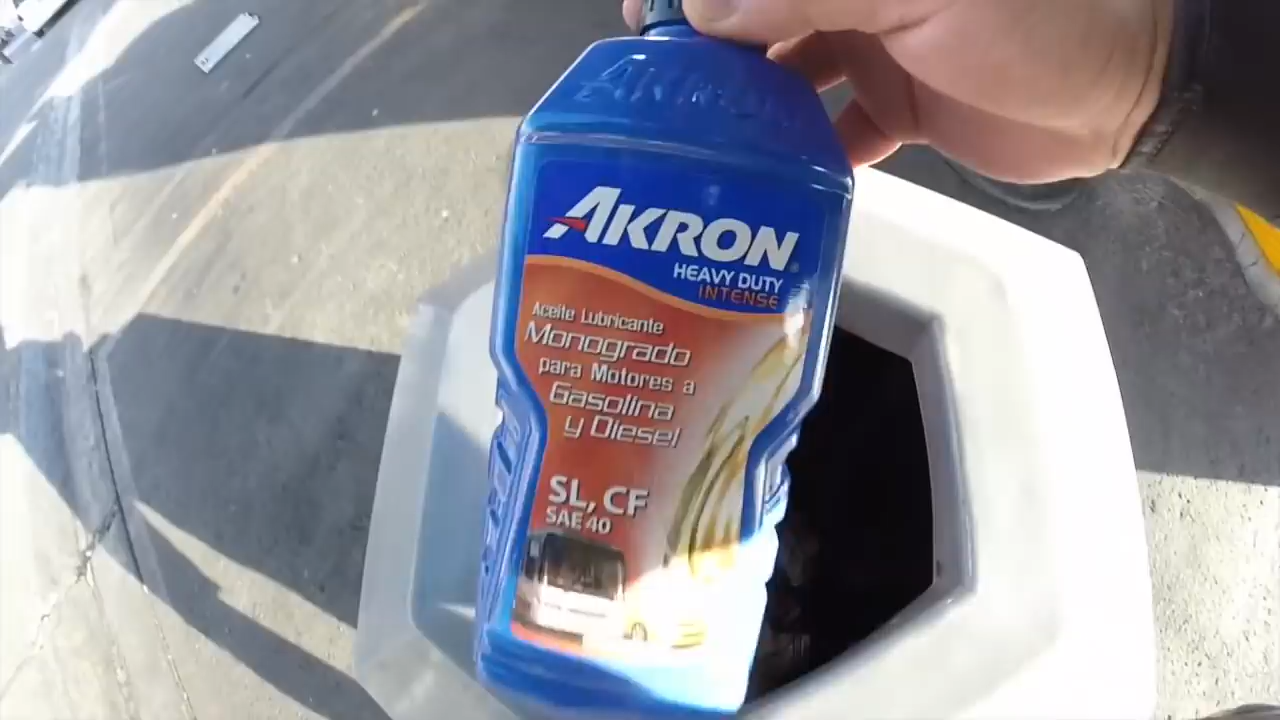 AKRON
AKRON
HEAVY DUTY
INTENSE
Aceite Lubricante
Monogrado
para Motores a
Gasolina
y Diesel
SL, CF
SAE 40